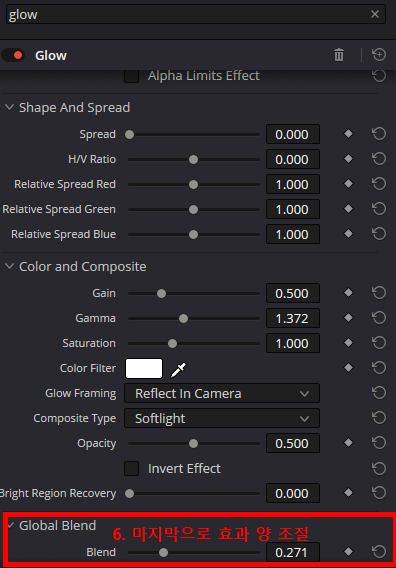 glow
Glow
Alpha Limits Effect
Shape And Spread
Spread 0.000
H/V Ratio 0.000
Relative Spread Red 1.000
Relative Spread Green 1.000
Relative Spread Blue 1.000
Color and Composite
Gain 0.500
Gamma 1.372
Saturation 1.000
Color Filter
Glow Framing Reflect In Camera
Composite Type Softlight
Opacity 0.500
Invert Effect
Bright Region Recovery 0.000
Global Blend
6. 마지막으로 효과 양 조절
Blend 0.271